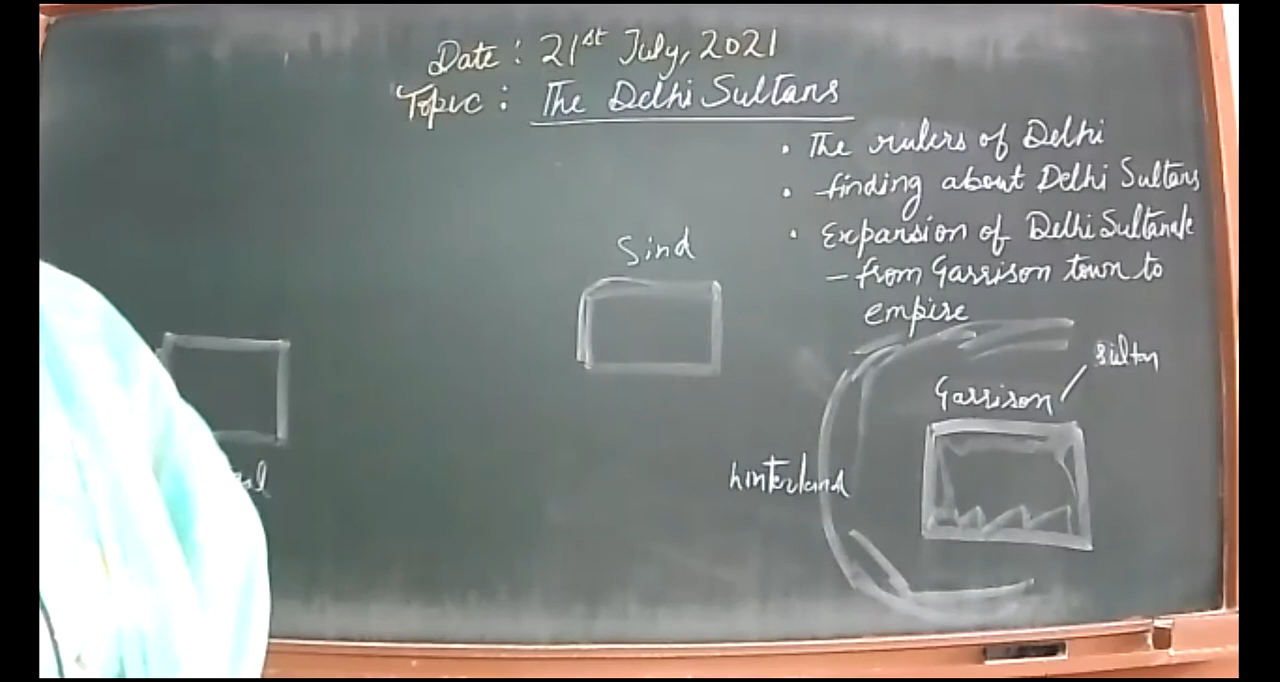 Date : 21st July, 2021
Topic : The Delhi Sultans
• The rulers of Delhi
• finding about Delhi Sultans
• Expansion of Delhi Sultanate
– from Garrison town to
empire
Sind
Sultan
Garrison
hinterland